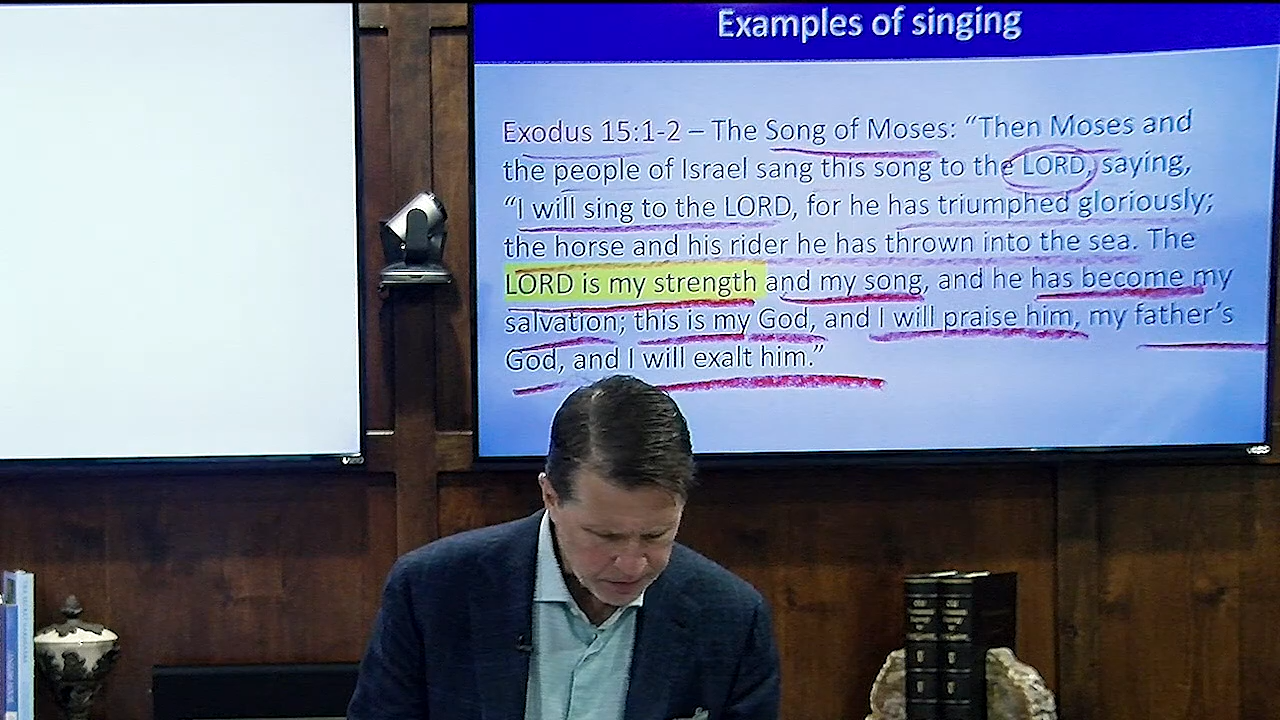 Examples of singing
Exodus 15:1-2 – The Song of Moses: “Then Moses and
the people of Israel sang this song to the LORD, saying,
“I will sing to the LORD, for he has triumphed gloriously;
the horse and his rider he has thrown into the sea. The
LORD is my strength and my song, and he has become my
salvation; this is my God, and I will praise him, my father’s
God, and I will exalt him.”